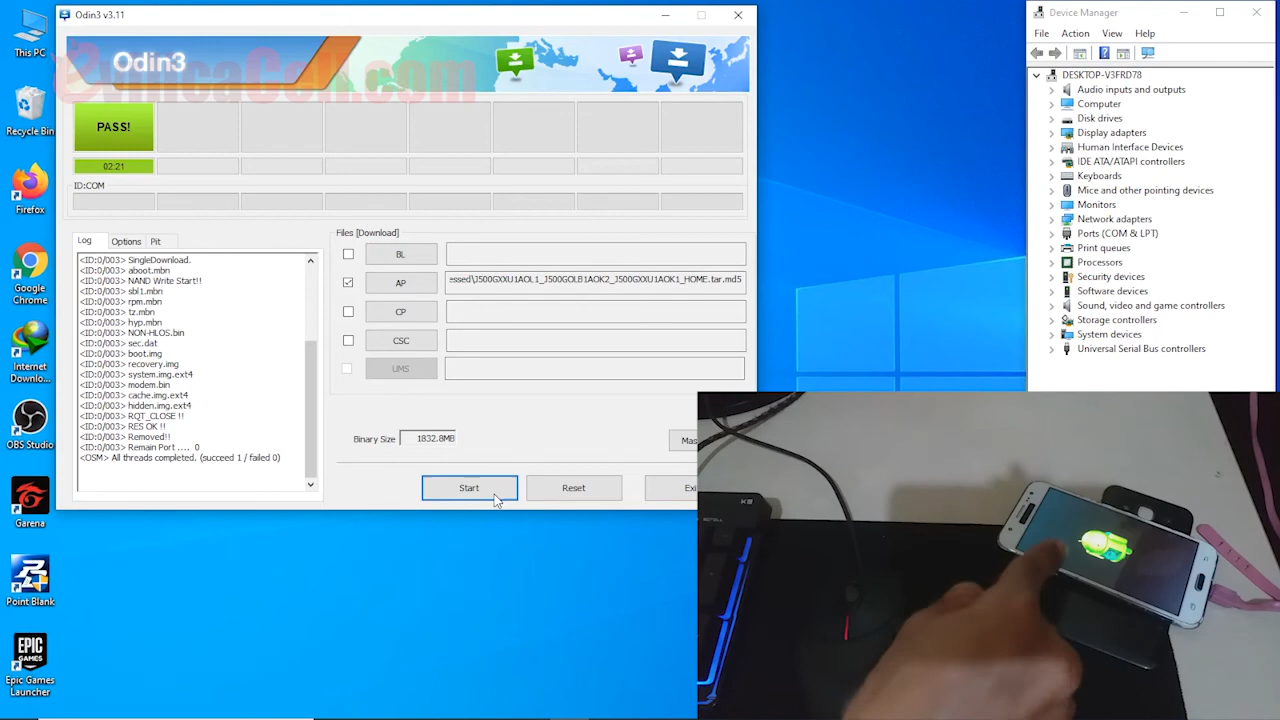 This PC
Recycle Bin
Firefox
Google
Chrome
Internet
Downlo...
OBS Studio
Garena
Point Blank
EPIC
GAMES
Epic Games
Launcher
Odin3 v3.11
Odin3
PASS!
02:21
ID:COM
Log
Options
Pit
<ID:0/003> SingleDownload.
<ID:0/003> aboot.mbn
<ID:0/003> NAND Write Start!!
<ID:0/003> sbl1.mbn
<ID:0/003> rpm.mbn
<ID:0/003> tz.mbn
<ID:0/003> hyp.mbn
<ID:0/003> NON-HLOS.bin
<ID:0/003> sec.dat
<ID:0/003> boot.img
<ID:0/003> recovery.img
<ID:0/003> system.img.ext4
<ID:0/003> modem.bin
<ID:0/003> cache.img.ext4
<ID:0/003> hidden.img.ext4
<ID:0/003> RQT_CLOSE !!
<ID:0/003> RES OK !!
<ID:0/003> Removed!!
<ID:0/003> Remain Port .... 0
<OSM> All threads completed. (succeed 1 / failed 0)
Files [Download]
BL
AP
essed\J500GXXU1AOL1_J500GOLB1AOK2_J500GXXU1AOK1_HOME.tar.md5
CP
CSC
UMS
Binary Size
1832.8MB
Mas
Start
Reset
Exi
Device Manager
File Action View Help
DESKTOP-V3FRD78
Audio inputs and outputs
Computer
Disk drives
Display adapters
Human Interface Devices
IDE ATA/ATAPI controllers
Keyboards
Mice and other pointing devices
Monitors
Network adapters
Ports (COM & LPT)
Print queues
Processors
Security devices
Software devices
Sound, video and game controllers
Storage controllers
System devices
Universal Serial Bus controllers